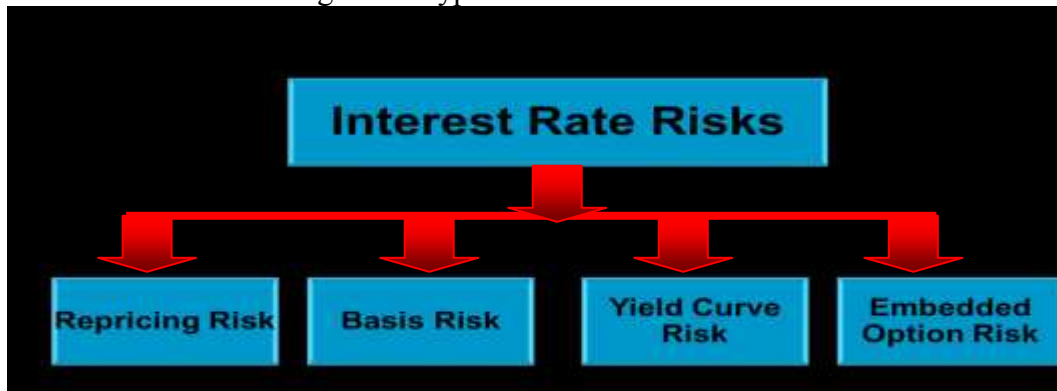 Interest Rate Risks
Repricing Risk
Basis Risk
Yield Curve
Risk
Embedded
Option Risk